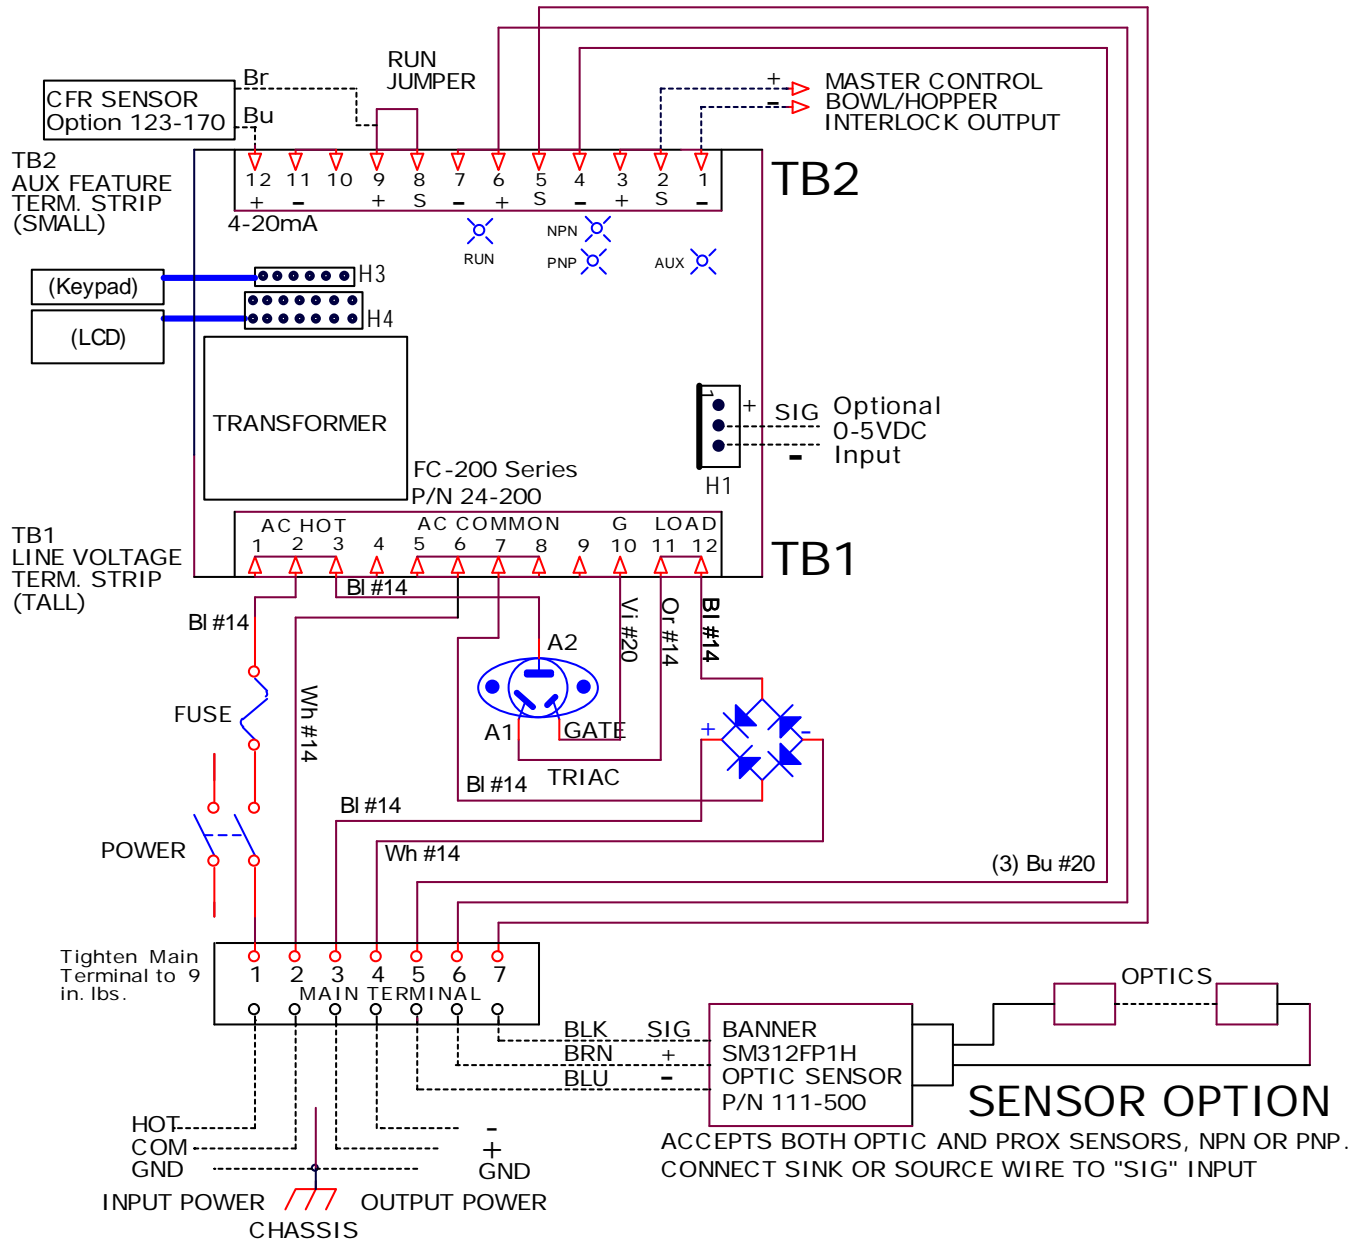 RUN
JUMPER
Br
CFR SENSOR
Option 123-170
Bu
+ MASTER CONTROL
- BOWL/HOPPER
INTERLOCK OUTPUT
TB2
AUX FEATURE
TERM. STRIP
(SMALL)
12 11 10 9 8 7 6 5 4 3 2 1
+ - + S - + S - + S -
TB2
4-20mA
RUN
NPN
PNP
AUX
(Keypad)
H3
(LCD)
H4
TRANSFORMER
1
+
SIG
-
Optional
0-5VDC
Input
H1
FC-200 Series
P/N 24-200
TB1
LINE VOLTAGE
TERM. STRIP
(TALL)
AC HOT AC COMMON G LOAD
1 2 3 4 5 6 7 8 9 10 11 12
TB1
Bl #14
Bl #14
Vi #20
Or #14
Bl #14
Wh #14
A2
A1
GATE
TRIAC
FUSE
+
-
Bl #14
Bl #14
Wh #14
POWER
(3) Bu #20
Tighten Main
Terminal to 9
in. lbs.
1 2 3 4 5 6 7
MAIN TERMINAL
BLK SIG
BRN +
BLU -
BANNER
SM312FP1H
OPTIC SENSOR
P/N 111-500
OPTICS
SENSOR OPTION
ACCEPTS BOTH OPTIC AND PROX SENSORS, NPN OR PNP.
CONNECT SINK OR SOURCE WIRE TO "SIG" INPUT
HOT
COM
GND
-
+
GND
INPUT POWER
OUTPUT POWER
CHASSIS